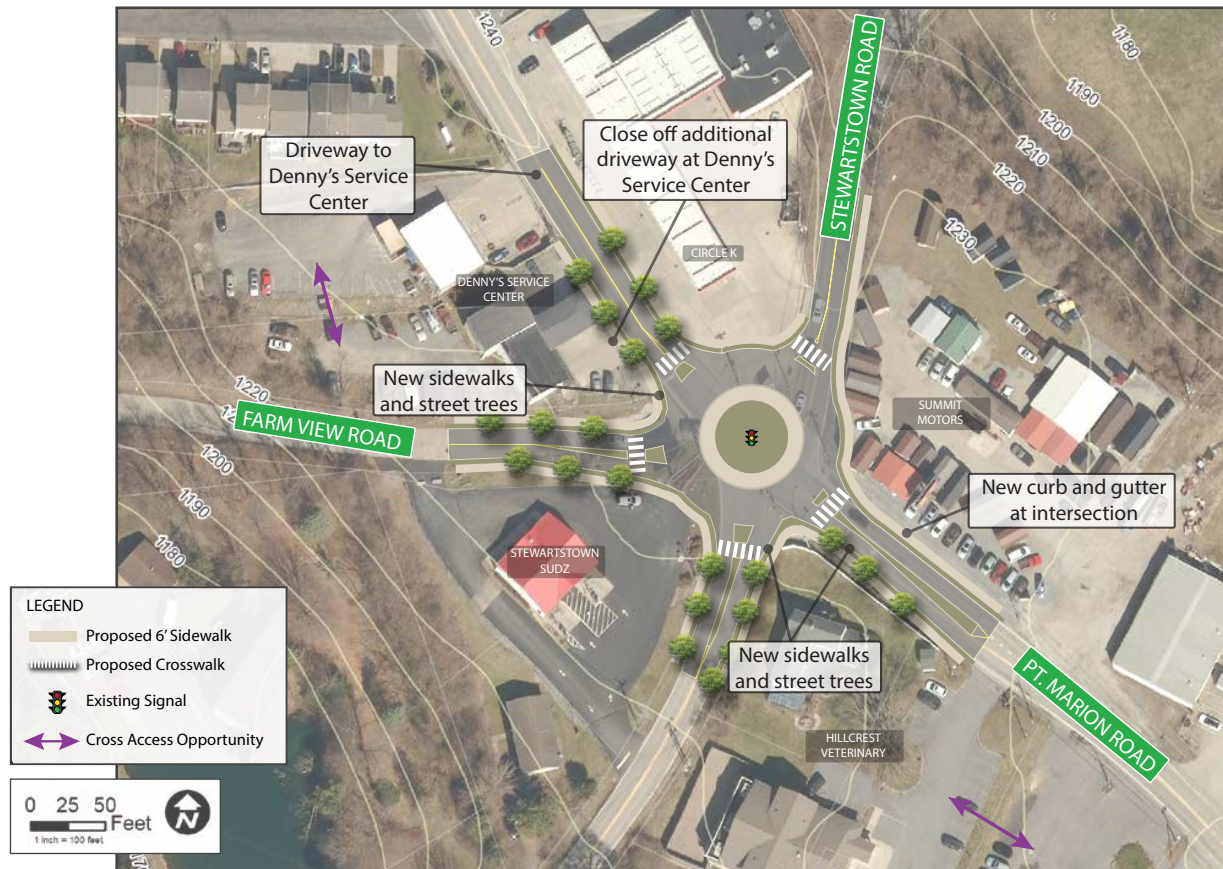 1240
1180
1190
1200
1210
1220
1230
STEWARTSTOWN ROAD
Driveway to
Denny's Service
Center
Close off additional
driveway at Denny's
Service Center
CIRCLE K
DENNY'S SERVICE
CENTER
New sidewalks
and street trees
1220
FARM VIEW ROAD
1200
1190
1180
SUMMIT
MOTORS
New curb and gutter
at intersection
STEWARTSTOWN
SUDZ
New sidewalks
and street trees
PT. MARION ROAD
HILLCREST
VETERINARY
LEGEND
Proposed 6' Sidewalk
Proposed Crosswalk
Existing Signal
Cross Access Opportunity
0 25 50
Feet
1 inch = 100 feet
N